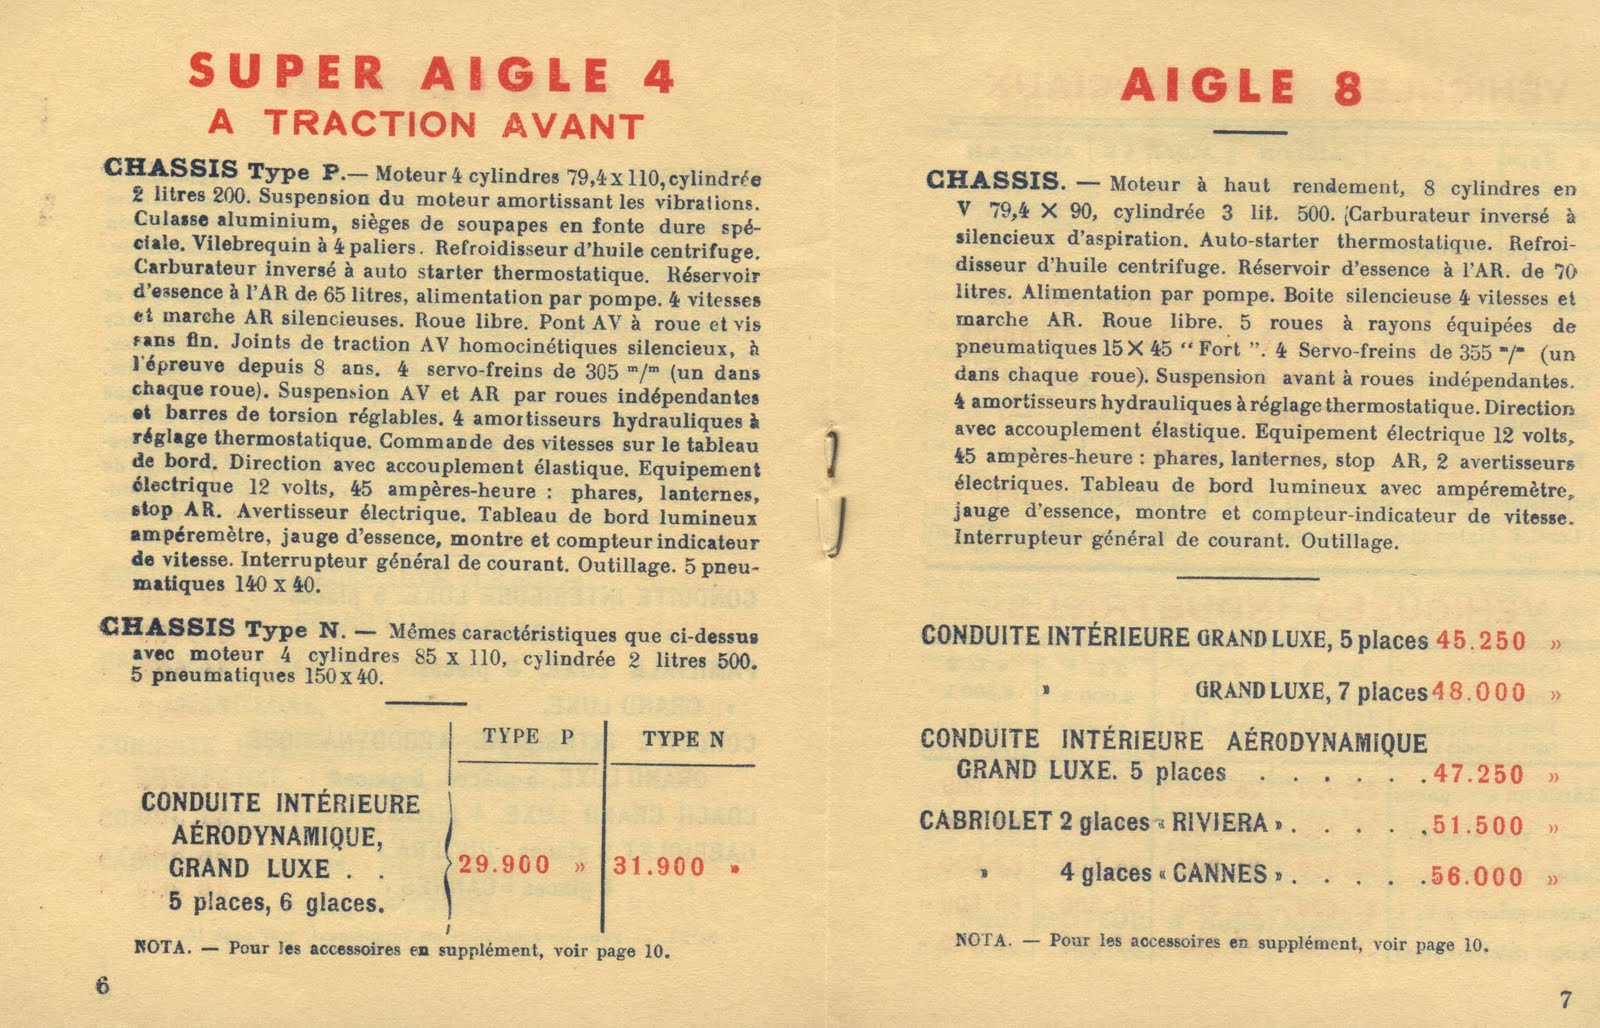 SUPER AIGLE 4
A TRACTION AVANT
CHASSIS Type P.— Moteur 4 cylindres 79,4 x 110, cylindrée
2 litres 200. Suspension du moteur amortissant les vibrations.
Culasse aluminium, sièges de soupapes en fonte dure spé-
ciale. Vilebrequin à 4 paliers. Refroidisseur d'huile centrifuge.
Carburateur inversé à auto starter thermostatique. Réservoir
d'essence à l'AR de 65 litres, alimentation par pompe. 4 vitesses
et marche AR silencieuses. Roue libre. Pont AV à roue et vis
sans fin. Joints de traction AV homocinétiques silencieux, à
l'épreuve depuis 8 ans. 4 servo-freins de 305 m/m (un dans
chaque roue). Suspension AV et AR par roues indépendantes
et barres de torsion réglables. 4 amortisseurs hydrauliques à
réglage thermostatique. Commande des vitesses sur le tableau
de bord. Direction avec accouplement élastique. Equipement
électrique 12 volts, 45 ampères-heure : phares, lanternes,
stop AR. Avertisseur électrique. Tableau de bord lumineux
ampéremètre, jauge d'essence, montre et compteur indicateur
de vitesse. Interrupteur général de courant. Outillage. 5 pneu-
matiques 140 x 40.
CHASSIS Type N. — Mêmes caractéristiques que ci-dessus
avec moteur 4 cylindres 85 x 110, cylindrée 2 litres 500.
5 pneumatiques 150 x 40.
TYPE P TYPE N
CONDUITE INTÉRIEURE
AÉRODYNAMIQUE,
GRAND LUXE . . 29.900 » 31.900 »
5 places, 6 glaces.
NOTA. — Pour les accessoires en supplément, voir page 10.
6
AIGLE 8
CHASSIS. — Moteur à haut rendement, 8 cylindres en
V 79,4 X 90, cylindrée 3 lit. 500. Carburateur inversé à
silencieux d'aspiration. Auto-starter thermostatique. Refroi-
disseur d'huile centrifuge. Réservoir d'essence à l'AR. de 70
litres. Alimentation par pompe. Boite silencieuse 4 vitesses et
marche AR. Roue libre. 5 roues à rayons équipées de
pneumatiques 15 X 45 “ Fort ”. 4 Servo-freins de 355 m/m (un
dans chaque roue). Suspension avant à roues indépendantes.
4 amortisseurs hydrauliques à réglage thermostatique. Direction
avec accouplement élastique. Equipement électrique 12 volts,
45 ampères-heure : phares, lanternes, stop AR, 2 avertisseurs
électriques. Tableau de bord lumineux avec ampéremètre,
jauge d'essence, montre et compteur-indicateur de vitesse.
Interrupteur général de courant. Outillage.
CONDUITE INTÉRIEURE GRAND LUXE, 5 places 45.250 »
» GRAND LUXE, 7 places 48.000 »
CONDUITE INTÉRIEURE AÉRODYNAMIQUE
GRAND LUXE. 5 places . . . . . . 47.250 »
CABRIOLET 2 glaces « RIVIERA » . . . . . 51.500 »
» 4 glaces « CANNES » . . . . . 56.000 »
NOTA. — Pour les accessoires en supplément, voir page 10.
7